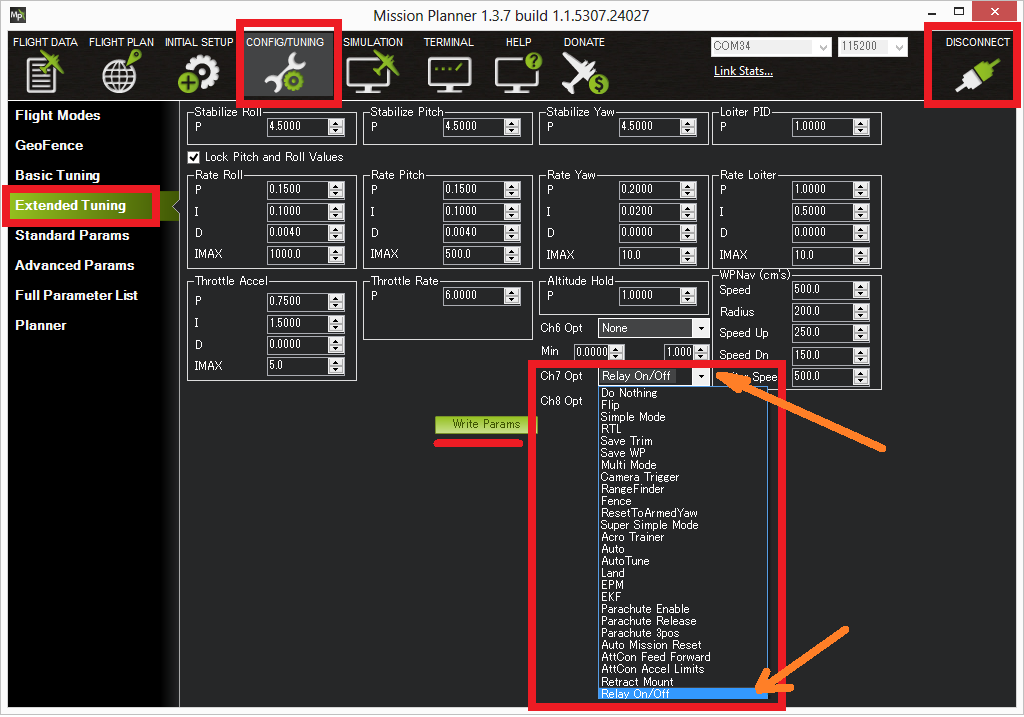 Mp
Mission Planner 1.3.7 build 1.1.5307.24027
FLIGHT DATA FLIGHT PLAN INITIAL SETUP CONFIG/TUNING SIMULATION TERMINAL HELP DONATE
COM34 115200
DISCONNECT
Link Stats...
Flight Modes
GeoFence
Basic Tuning
Extended Tuning
Standard Params
Advanced Params
Full Parameter List
Planner
Stabilize Roll
P 4.5000
Stabilize Pitch
P 4.5000
Stabilize Yaw
P 4.5000
Loiter PID
P 1.0000
Lock Pitch and Roll Values
Rate Roll
P 0.1500
I 0.1000
D 0.0040
IMAX 1000.0
Rate Pitch
P 0.1500
I 0.1000
D 0.0040
IMAX 500.0
Rate Yaw
P 0.2000
I 0.0200
D 0.0000
IMAX 10.0
Rate Loiter
P 1.0000
I 0.5000
D 0.0000
IMAX 10.0
Throttle Accel
P 0.7500
I 1.5000
D 0.0000
IMAX 5.0
Throttle Rate
P 6.0000
Altitude Hold
P 1.0000
WPNav (cm's)
Speed 500.0
Radius 200.0
Speed Up 250.0
Speed Dn 150.0
Spee 500.0
Ch6 Opt None
Min 0.0000 1.000
Ch7 Opt Relay On/Off
Ch8 Opt
Do Nothing
Flip
Simple Mode
RTL
Save Trim
Save WP
Multi Mode
Camera Trigger
RangeFinder
Fence
ResetToArmedYaw
Super Simple Mode
Acro Trainer
Auto
AutoTune
Land
EPM
EKF
Parachute Enable
Parachute Release
Parachute 3pos
Auto Mission Reset
AttCon Feed Forward
AttCon Accel Limits
Retract Mount
Relay On/Off
Write Params